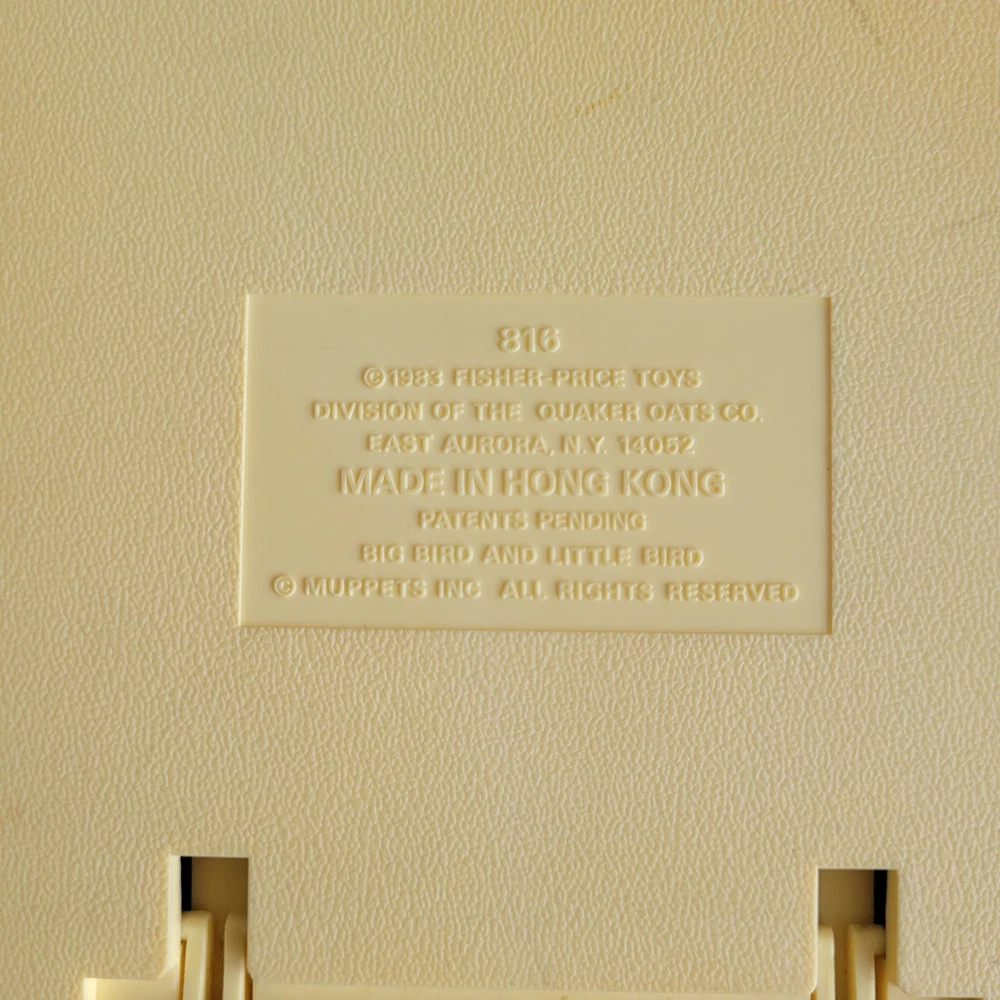 816
©1983 FISHER-PRICE TOYS
DIVISION OF THE QUAKER OATS CO.
EAST AURORA, N.Y. 14052
MADE IN HONG KONG
PATENTS PENDING
BIG BIRD AND LITTLE BIRD
© MUPPETS INC ALL RIGHTS RESERVED